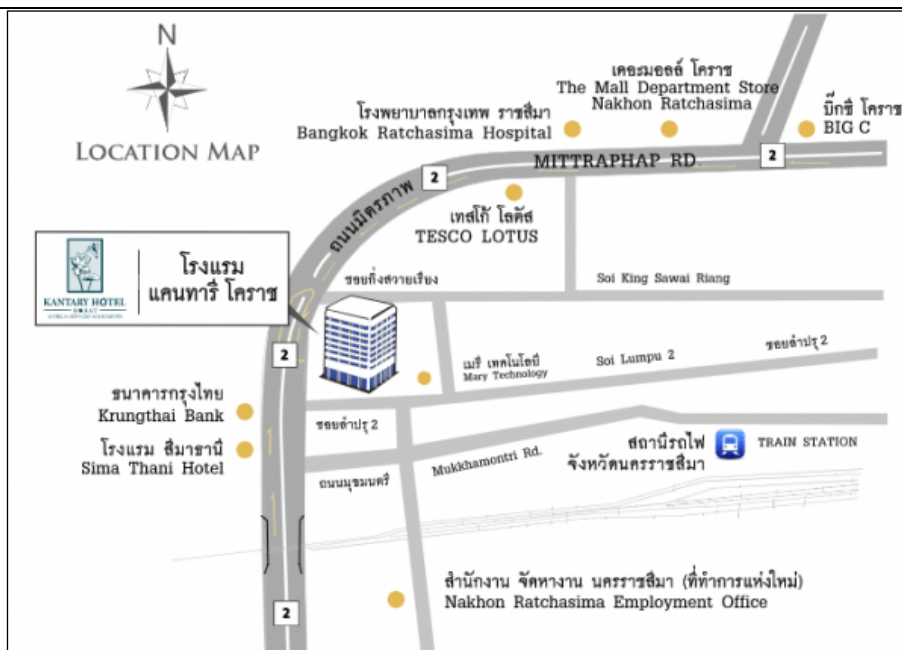 N
LOCATION MAP
เดอะมอลล์ โคราช
The Mall Department Store
Nakhon Ratchasima
โรงพยาบาลกรุงเทพ ราชสีมา
Bangkok Ratchasima Hospital
บิ๊กซี โคราช
BIG C
MITTRAPHAP RD.
2
2
ถนนมิตรภาพ
เทสโก้ โลตัส
TESCO LOTUS
KANTARY HOTEL
KORAT
โรงแรม
แคนทารี โคราช
ซอยกิ่งสวายเรียง
Soi King Sawai Riang
2
เมรี่ เทคโนโลยี
Mary Technology
Soi Lumpu 2
ซอยลำปรุ 2
ธนาคารกรุงไทย
Krungthai Bank
ซอยลำปรุ 2
โรงแรม สีมาธานี
Sima Thani Hotel
ถนนมุขมนตรี
Mukkhamontri Rd.
สถานีรถไฟ
จังหวัดนครราชสีมา
TRAIN STATION
สำนักงาน จัดหางาน นครราชสีมา (ที่ทำการแห่งใหม่)
Nakhon Ratchasima Employment Office
2